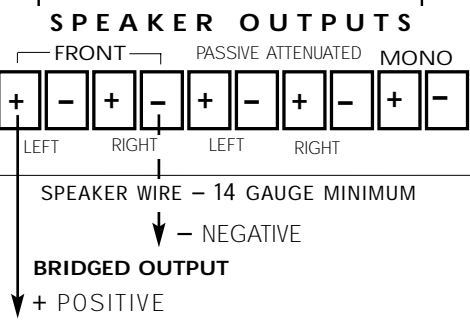 SPEAKER OUTPUTS
FRONT PASSIVE ATTENUATED MONO
+ – + – + – + – + –
LEFT RIGHT LEFT RIGHT
SPEAKER WIRE – 14 GAUGE MINIMUM
– NEGATIVE
BRIDGED OUTPUT
+ POSITIVE